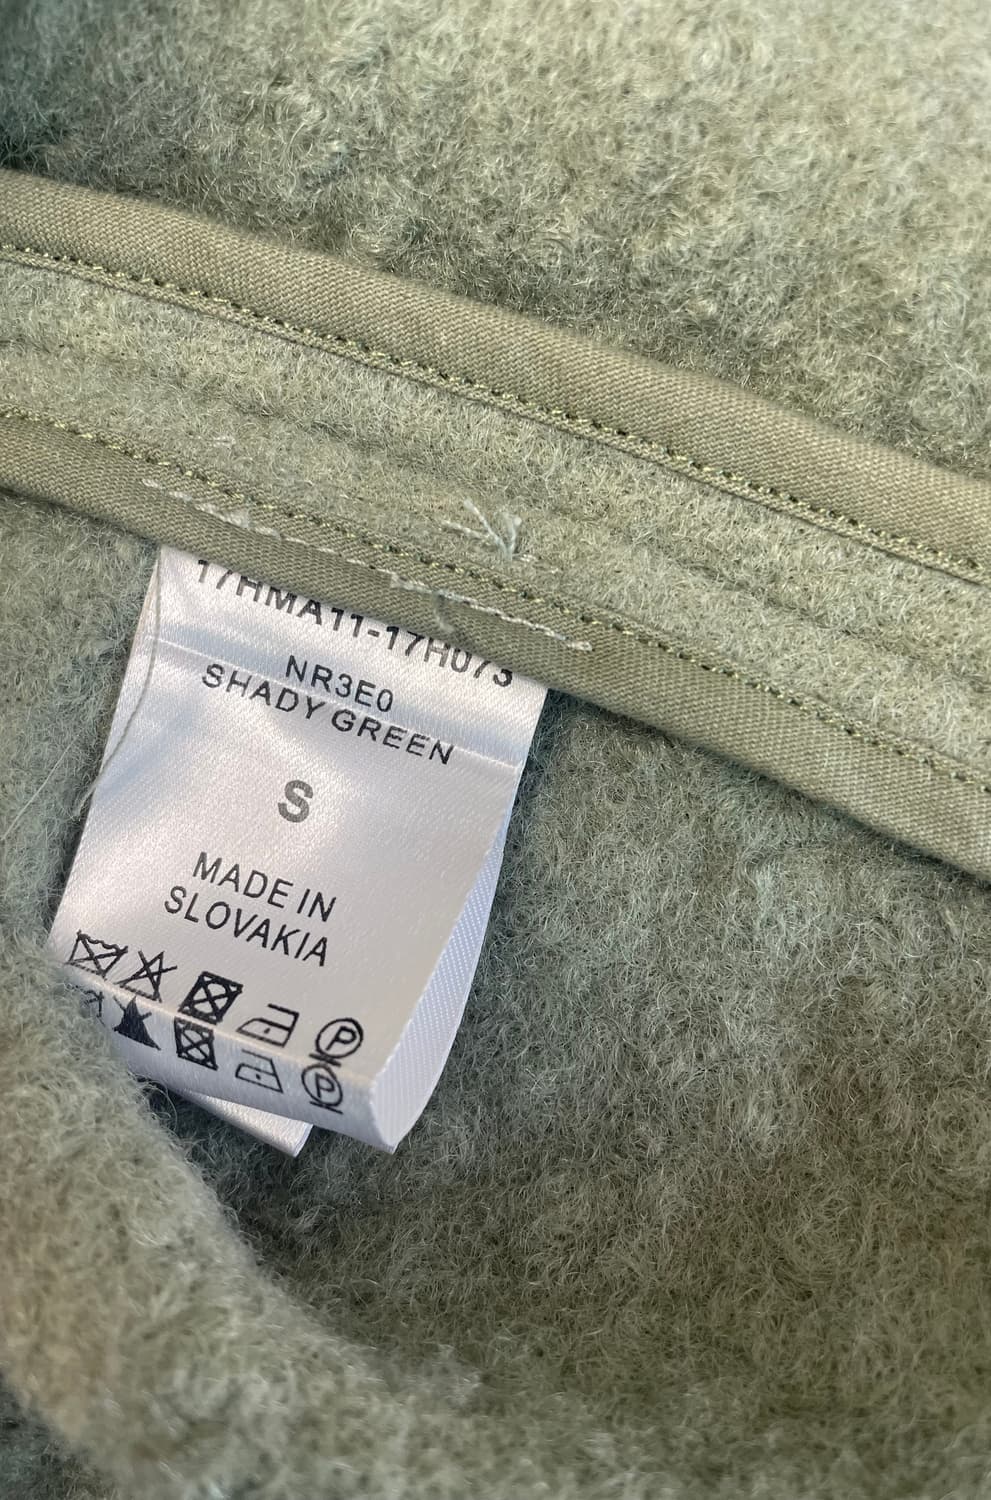 17HMA11-17H073
NR3E0
SHADY GREEN
S
MADE IN
SLOVAKIA
P
P